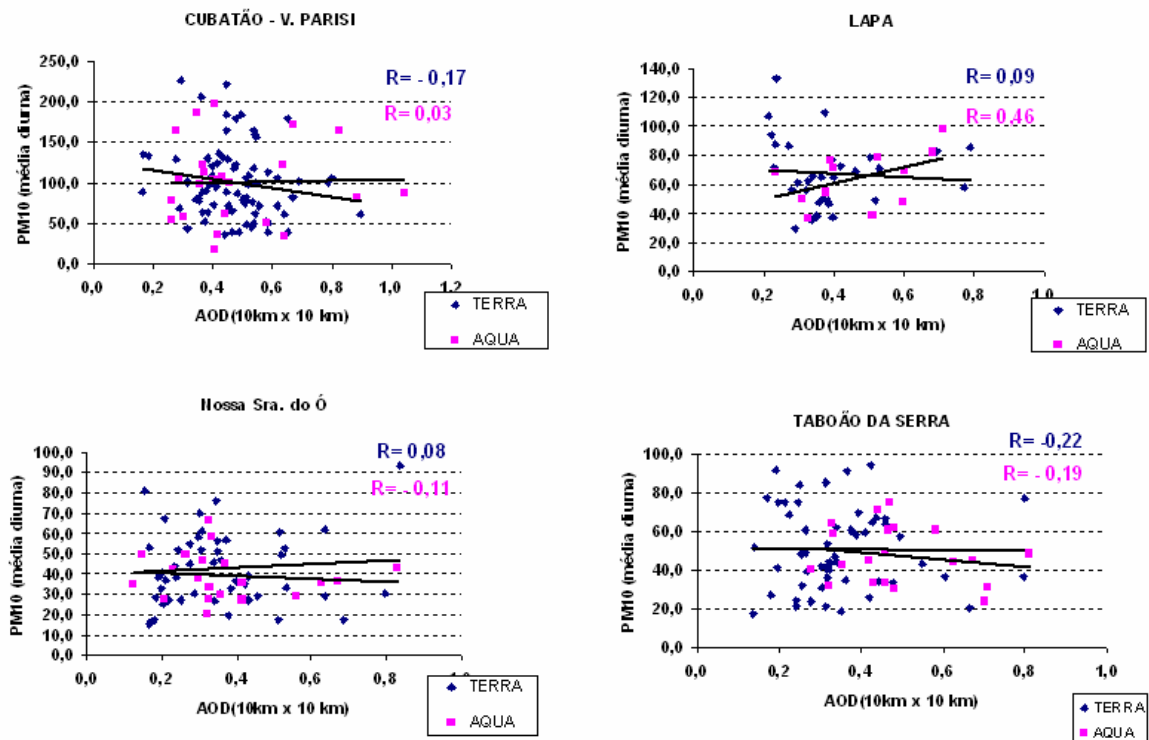 CUBATÃO - V. PARISI
PM10 (média diurna)
250,0
200,0
150,0
100,0
50,0
0,0
R= - 0,17
R= 0,03
0,0 0,2 0,4 0,6 0,8 1,0 1,2
AOD(10km x 10 km)
TERRA
AQUA
LAPA
PM10 (média diurna)
140,0
120,0
100,0
80,0
60,0
40,0
20,0
0,0
R= 0,09
R= 0,46
0,0 0,2 0,4 0,6 0,8 1,0
AOD(10km x 10 km)
TERRA
AQUA
Nossa Sra. do Ó
PM10 (média diurna)
100,0
90,0
80,0
70,0
60,0
50,0
40,0
30,0
20,0
10,0
0,0
R= 0,08
R= - 0,11
0,0 0,2 0,4 0,6 0,8 1,0
AOD(10km x 10 km)
TERRA
AQUA
TABOÃO DA SERRA
PM10 (média diurna)
100,0
80,0
60,0
40,0
20,0
0,0
R= -0,22
R= - 0,19
0,0 0,2 0,4 0,6 0,8 1,0
AOD(10km x 10 km)
TERRA
AQUA